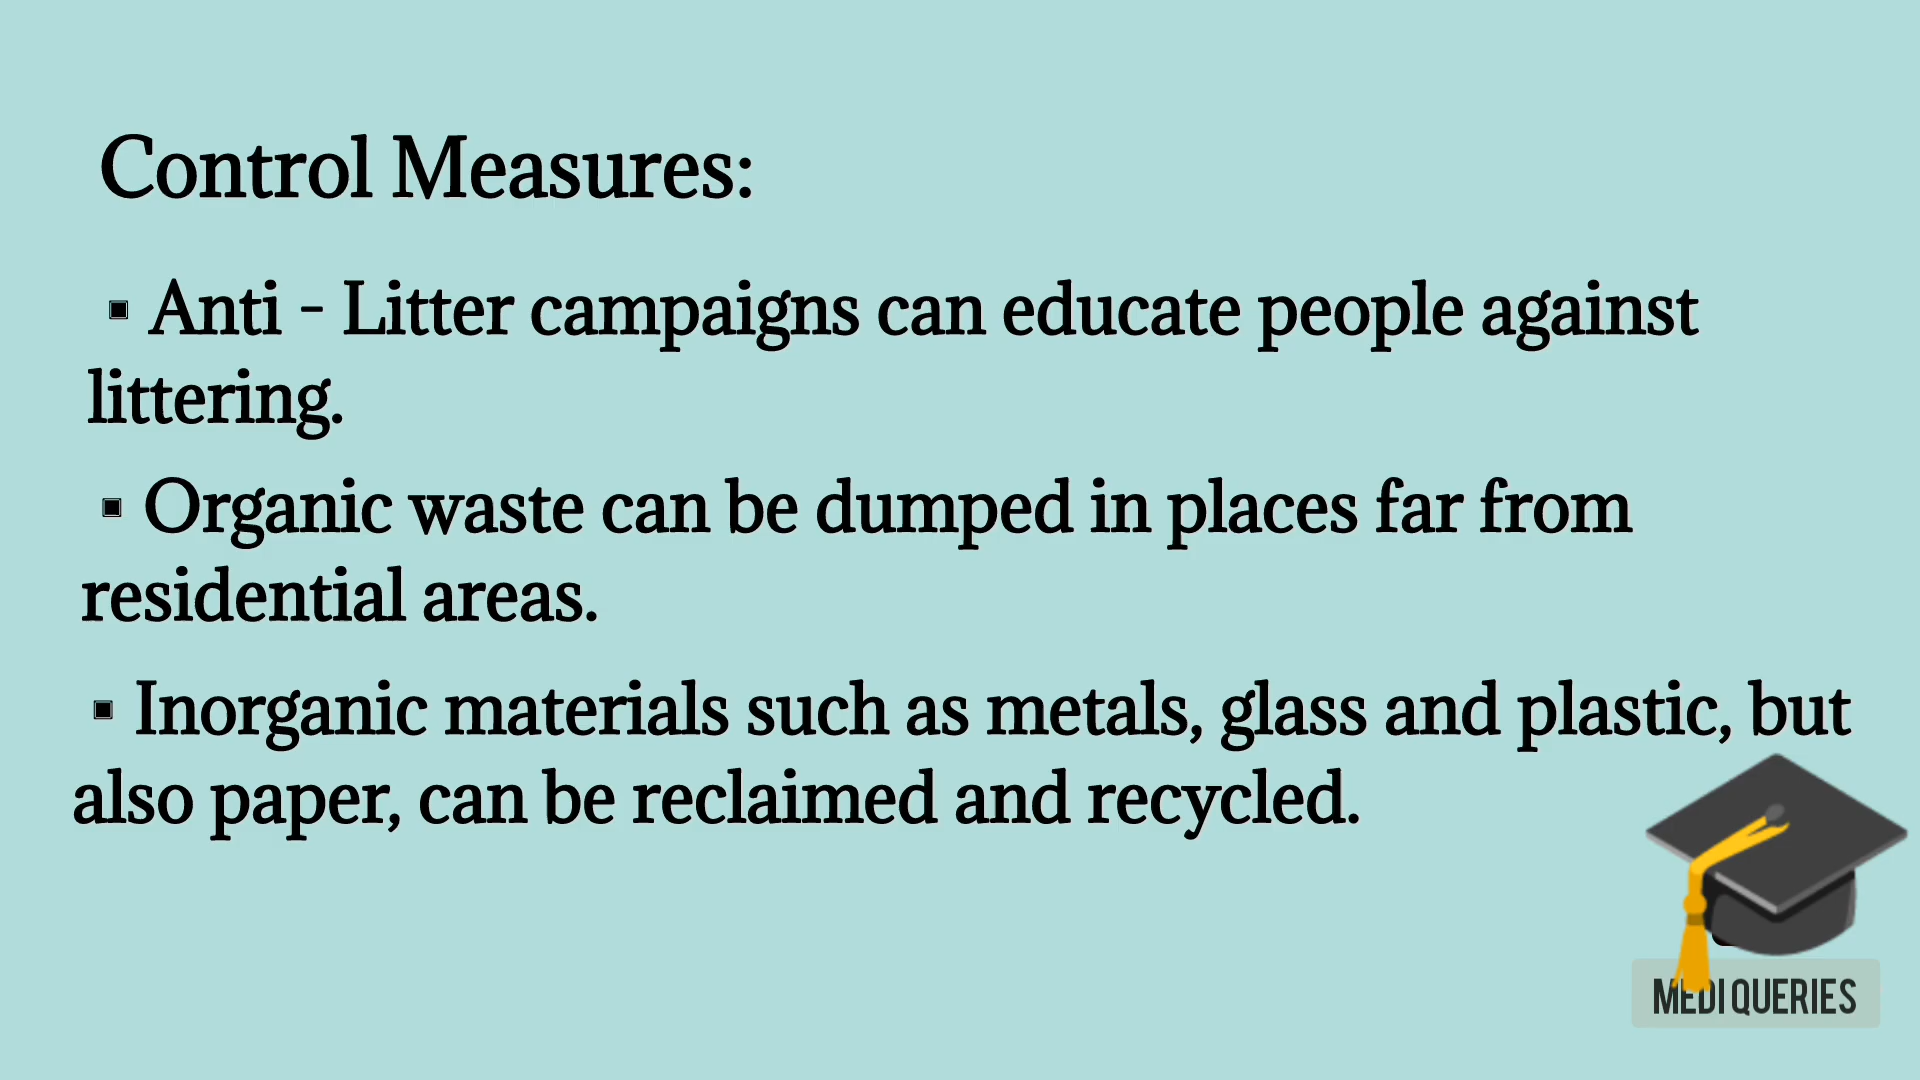 Control Measures:
▣ Anti - Litter campaigns can educate people against
littering.
▣ Organic waste can be dumped in places far from
residential areas.
▣ Inorganic materials such as metals, glass and plastic, but
also paper, can be reclaimed and recycled.
MEDI QUERIES